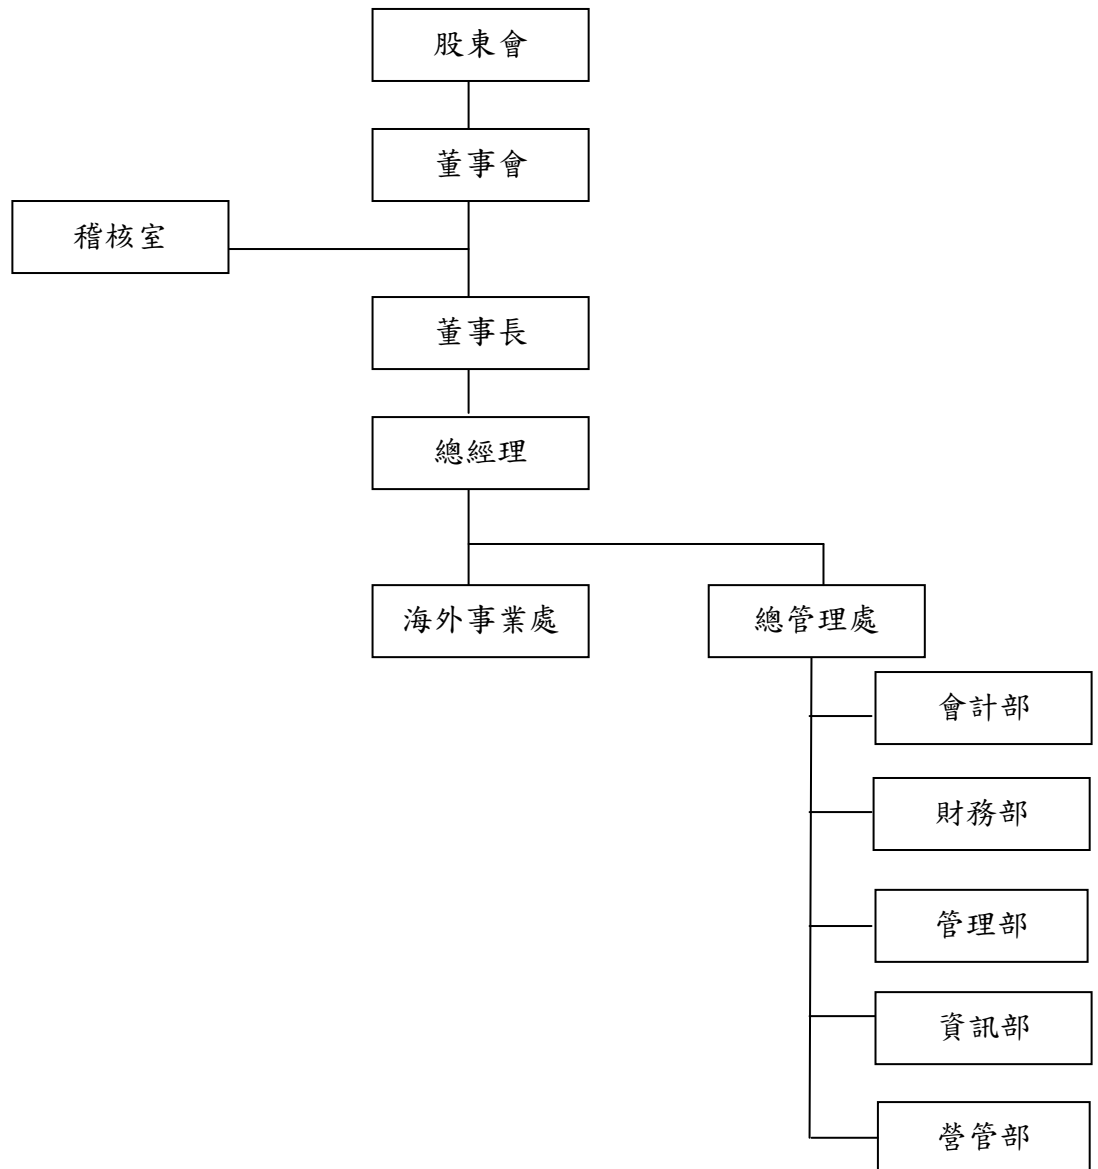 股東會
董事會
稽核室
董事長
總經理
海外事業處
總管理處
會計部
財務部
管理部
資訊部
營管部